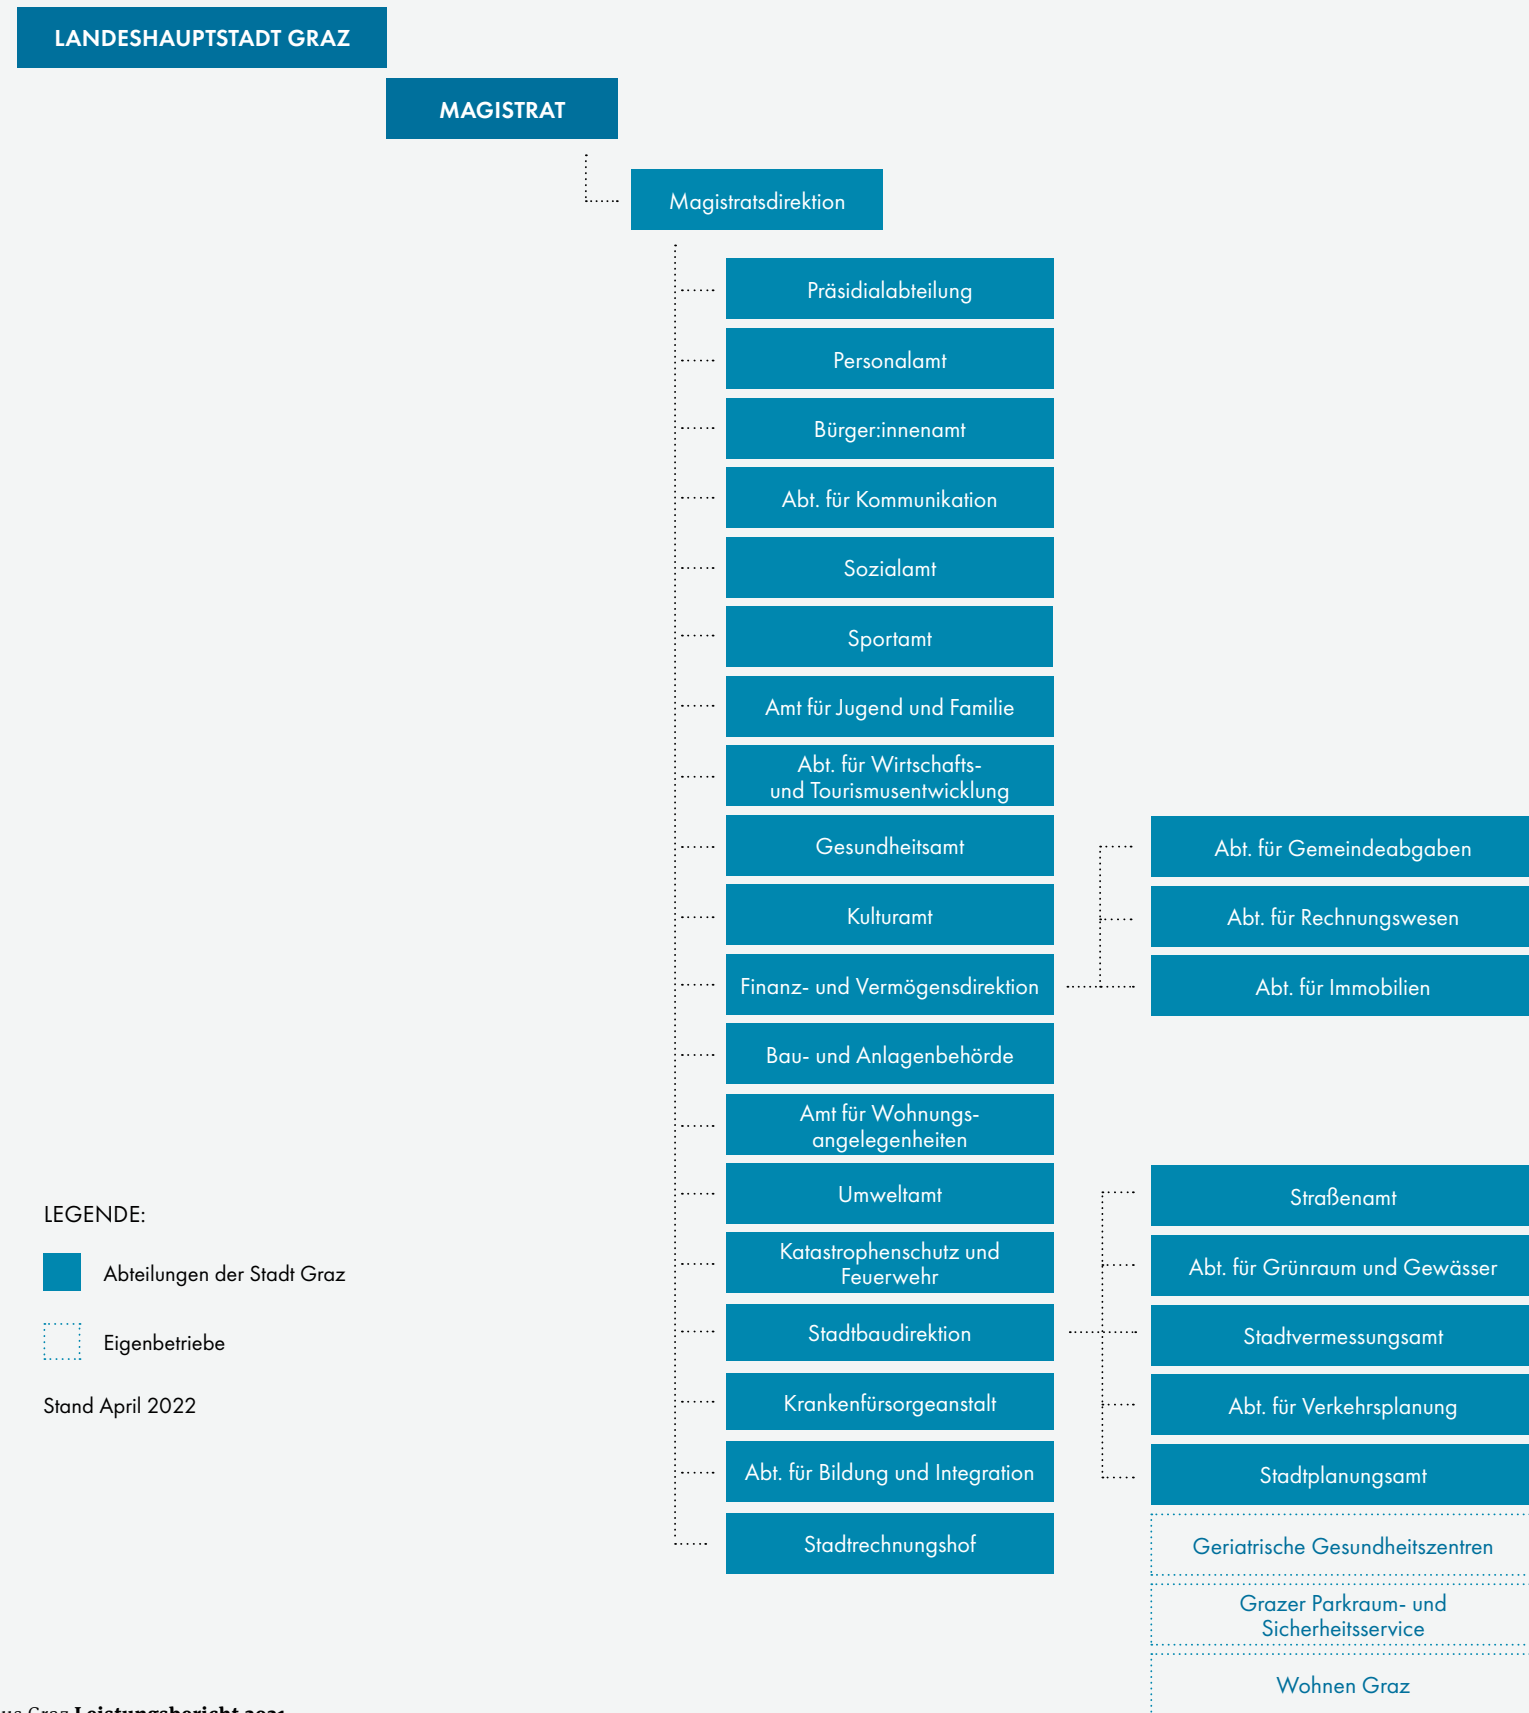 LANDESHAUPTSTADT GRAZ
MAGISTRAT
Magistratsdirektion
Präsidialabteilung
Personalamt
Bürger:innenamt
Abt. für Kommunikation
Sozialamt
Sportamt
Amt für Jugend und Familie
Abt. für Wirtschafts-
und Tourismusentwicklung
Gesundheitsamt
Kulturamt
Finanz- und Vermögensdirektion
Abt. für Gemeindeabgaben
Abt. für Rechnungswesen
Abt. für Immobilien
Bau- und Anlagenbehörde
Amt für Wohnungs-
angelegenheiten
Umweltamt
Katastrophenschutz und
Feuerwehr
Stadtbaudirektion
Straßenamt
Abt. für Grünraum und Gewässer
Stadtvermessungsamt
Abt. für Verkehrsplanung
Stadtplanungsamt
Krankenfürsorgeanstalt
Abt. für Bildung und Integration
Stadtrechnungshof
Geriatrische Gesundheitszentren
Grazer Parkraum- und
Sicherheitsservice
Wohnen Graz
LEGENDE:
Abteilungen der Stadt Graz
Eigenbetriebe
Stand April 2022
Graz Leistungsbericht 2021